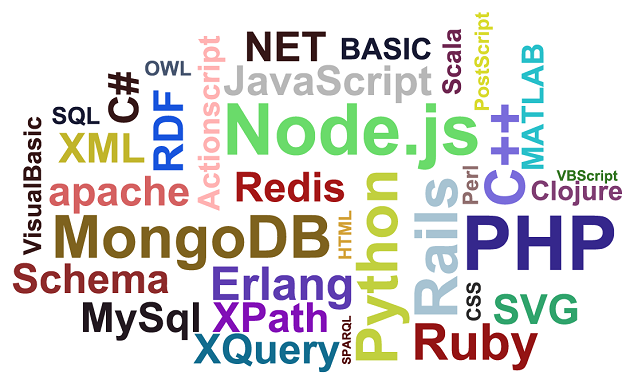 NET
BASIC
Scala
PostScript
OWL
C#
JavaScript
Actionscript
MATLAB
SQL
RDF
Node.js
C++
XML
VisualBasic
apache
Redis
Perl
VBScript
Clojure
MongoDB
HTML
Python
Rails
PHP
Schema
Erlang
CSS
SVG
MySql
XPath
SPARQL
XQuery
Ruby